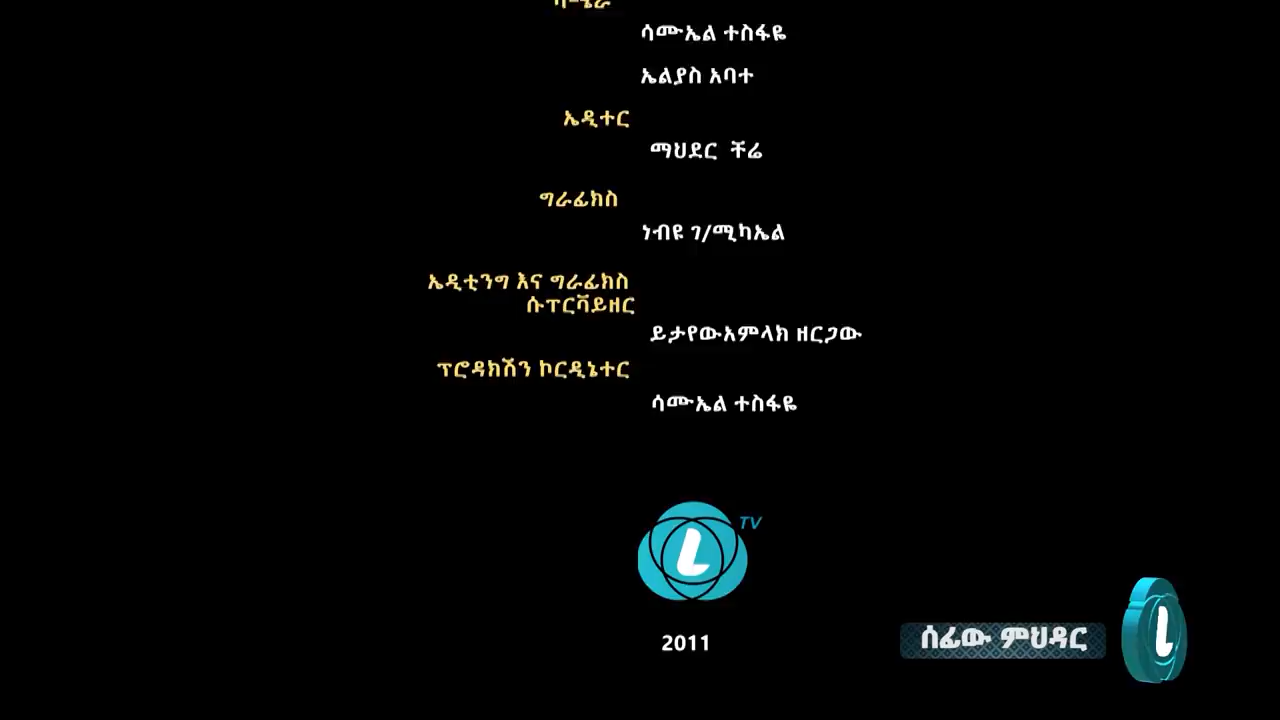 ሳሙኤል ተስፋዬ
ኤልያስ አባተ
ኤዲተር
ማህደር ቸሬ
ግራፊክስ
ነብዩ ገ/ሚካኤል
ኤዲቲንግ እና ግራፊክስ
ሱፐርቫይዘር
ይታየውአምላክ ዘርጋው
ፕሮዳክሽን ኮርዲኔተር
ሳሙኤል ተስፋዬ
L TV
2011
ሰፊው ምህዳር
L